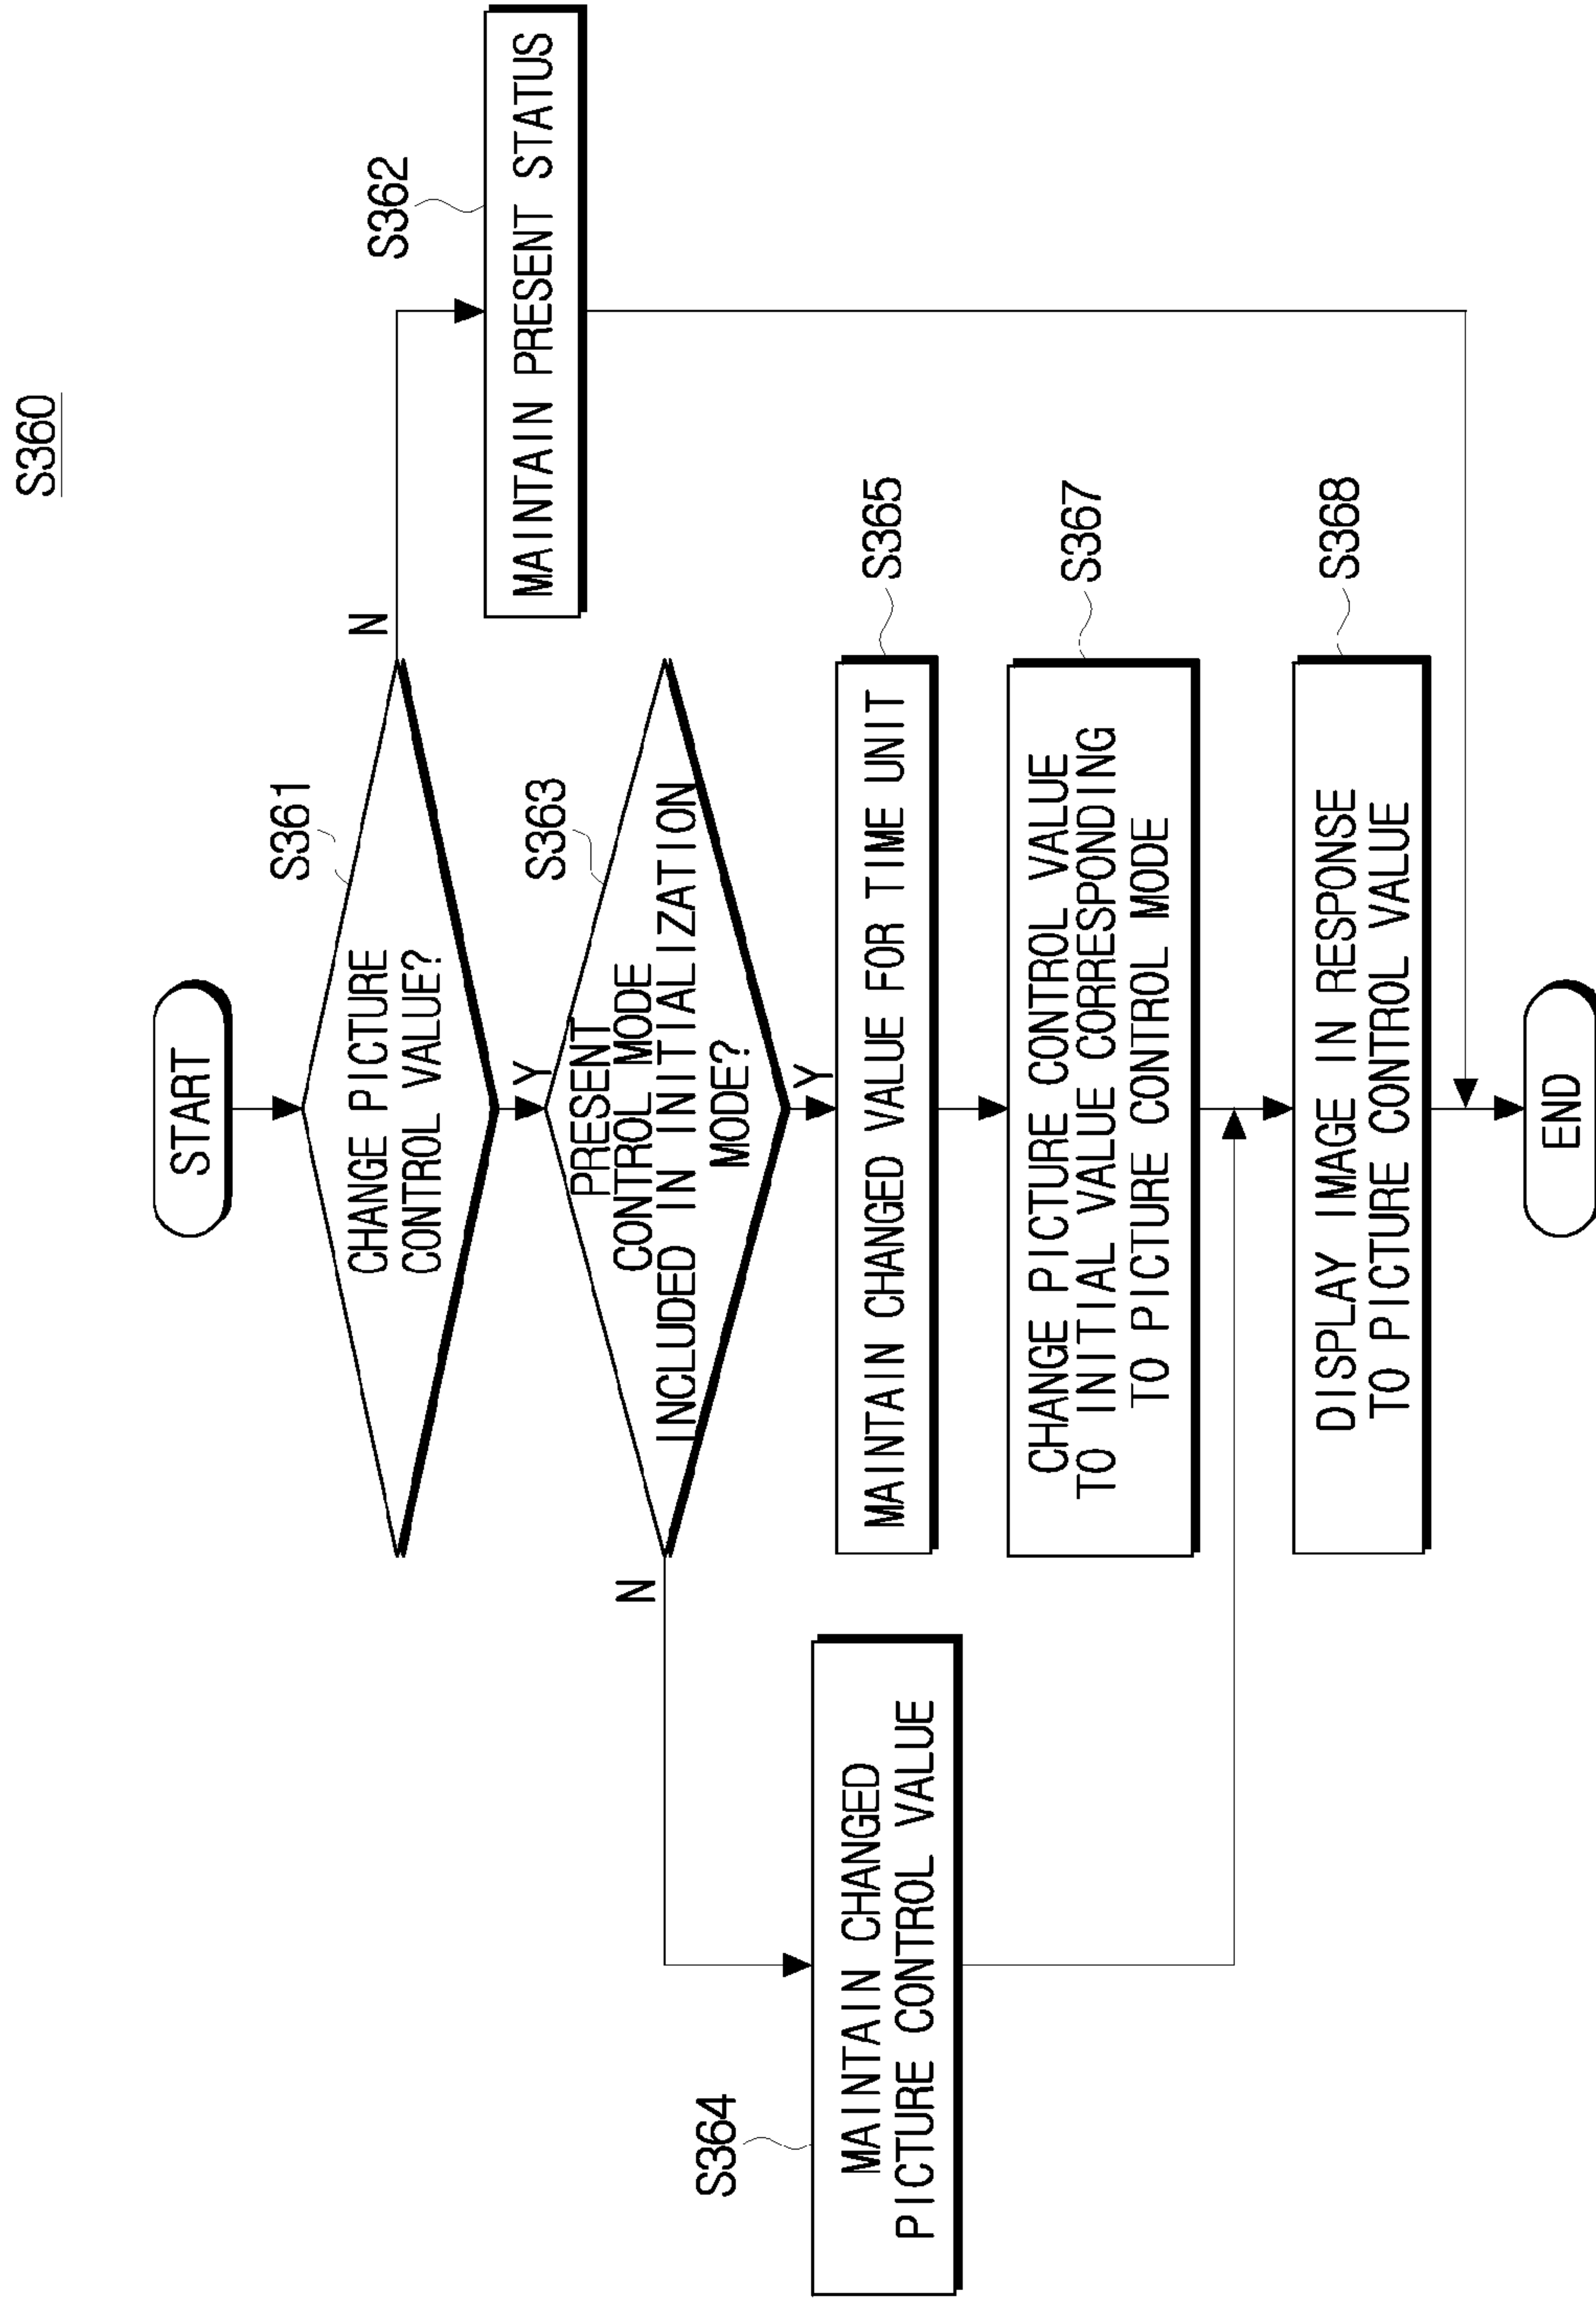 S360
START
S361
CHANGE PICTURE
CONTROL VALUE?
N
S362
MAINTAIN PRESENT STATUS
Y
S363
PRESENT
CONTROL MODE
INCLUDED IN INITIALIZATION
MODE?
N
S364
MAINTAIN CHANGED
PICTURE CONTROL VALUE
Y
S365
MAINTAIN CHANGED VALUE FOR TIME UNIT
S367
CHANGE PICTURE CONTROL VALUE
TO INITIAL VALUE CORRESPONDING
TO PICTURE CONTROL MODE
S368
DISPLAY IMAGE IN RESPONSE
TO PICTURE CONTROL VALUE
END